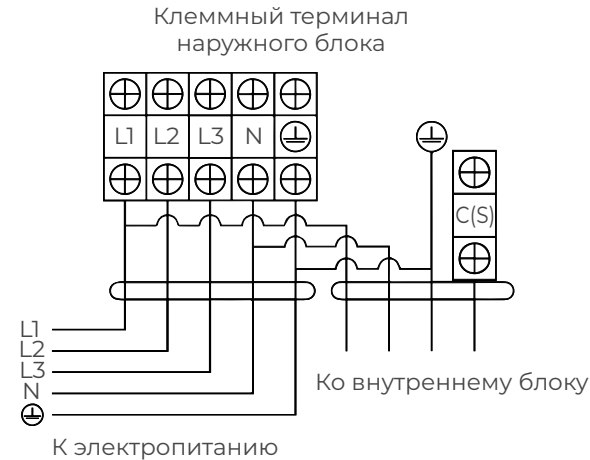 Клеммный терминал
наружного блока
L1 L2 L3 N
C(S)
L1
L2
L3
N
Ко внутреннему блоку
К электропитанию